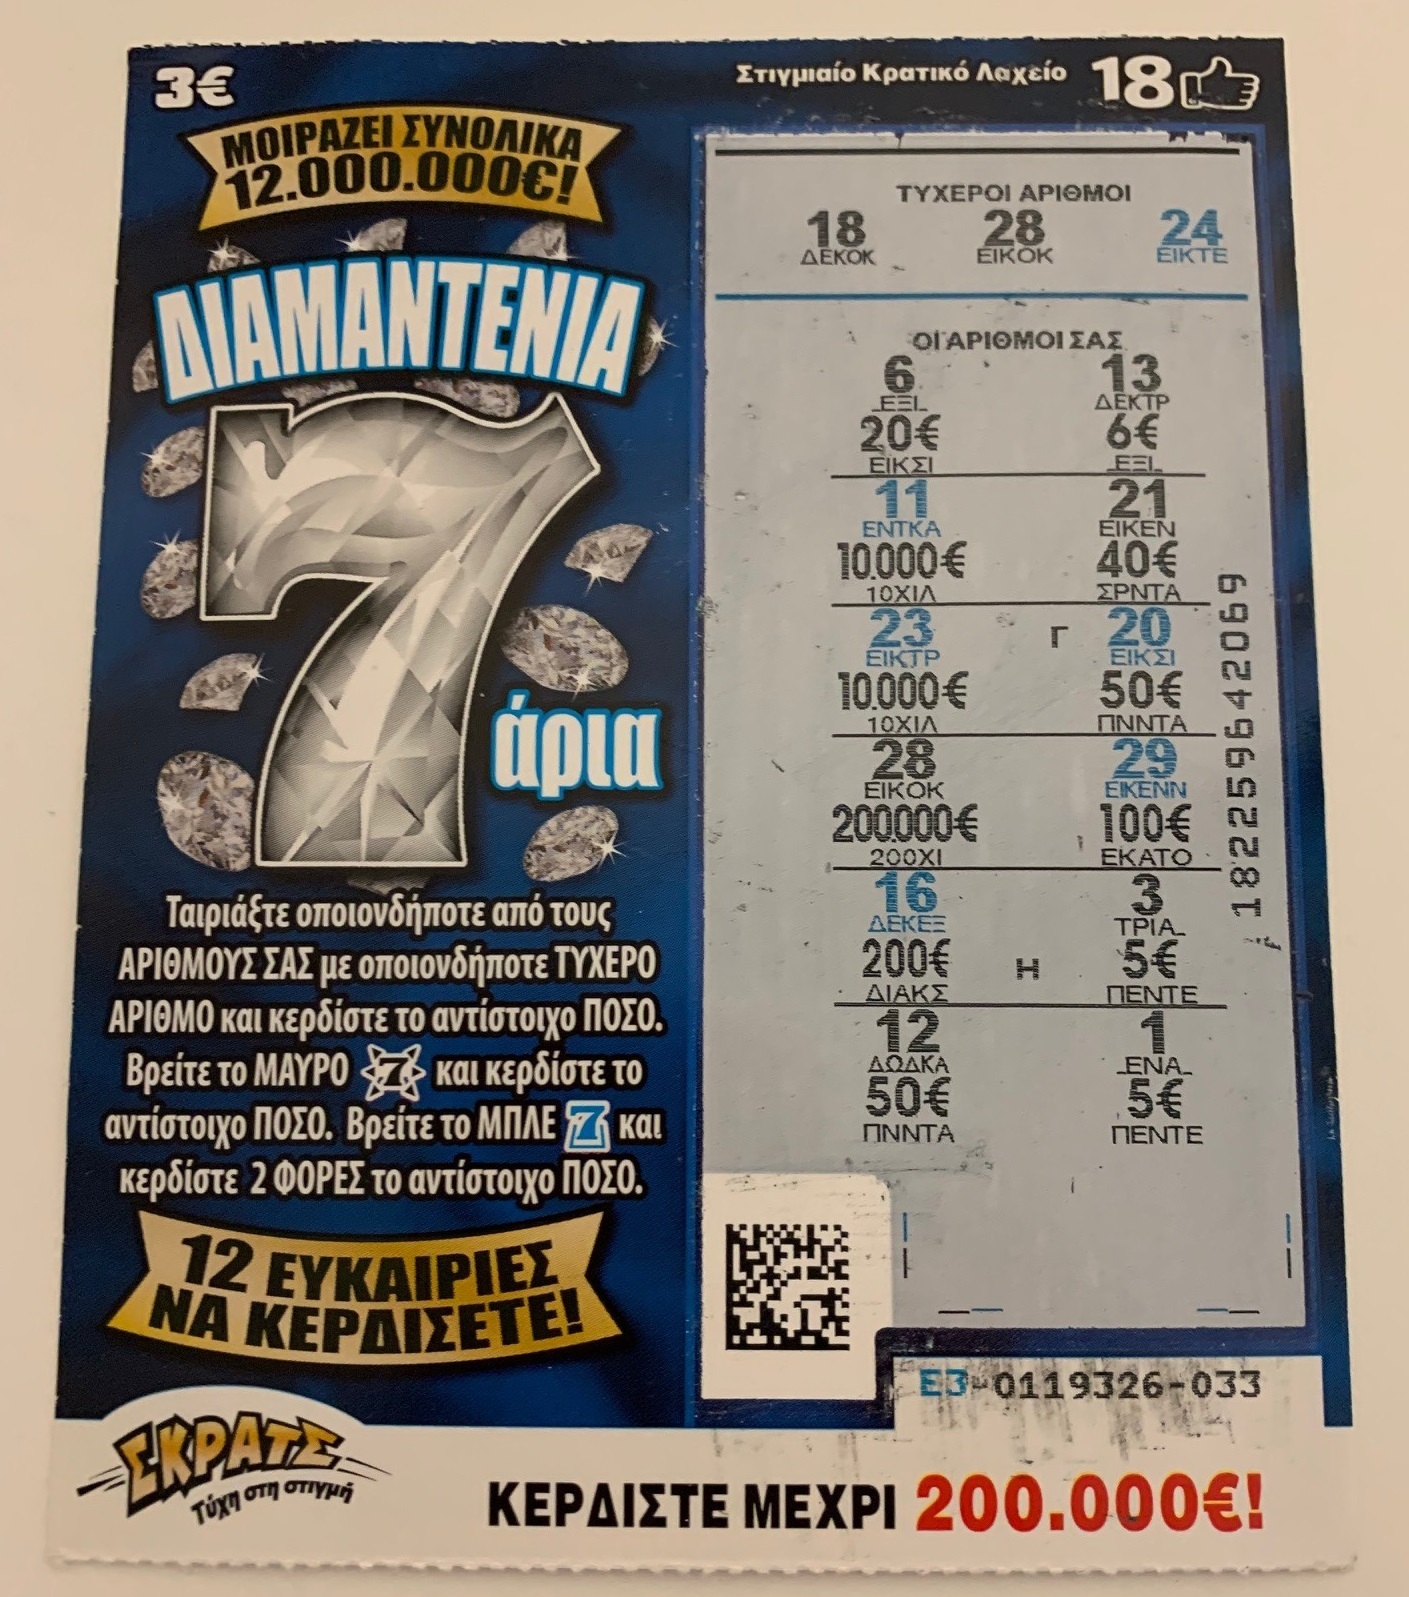 3€
Στιγμιαίο Κρατικό Λαχείο 18
ΜΟΙΡΑΖΕΙ ΣΥΝΟΛΙΚΑ
12.000.000€!
ΔΙΑΜΑΝΤΕΝΙΑ
7
άρια
Ταιριάξτε οποιονδήποτε από τους
ΑΡΙΘΜΟΥΣ ΣΑΣ με οποιονδήποτε ΤΥΧΕΡΟ
ΑΡΙΘΜΟ και κερδίστε το αντίστοιχο ΠΟΣΟ.
Βρείτε το ΜΑΥΡΟ 7 και κερδίστε το
αντίστοιχο ΠΟΣΟ. Βρείτε το ΜΠΛΕ 7 και
κερδίστε 2 ΦΟΡΕΣ το αντίστοιχο ΠΟΣΟ.
12 ΕΥΚΑΙΡΙΕΣ
ΝΑ ΚΕΡΔΙΣΕΤΕ!
ΤΥΧΕΡΟΙ ΑΡΙΘΜΟΙ
18 28 24
ΔΕΚΟΚ ΕΙΚΟΚ ΕΙΚΤΕ
ΟΙ ΑΡΙΘΜΟΙ ΣΑΣ
6 13
ΕΞΙ ΔΕΚΤΡ
20€ 6€
ΕΙΚΣΙ ΕΞΙ
11 21
ΕΝΤΚΑ ΕΙΚΕΝ
10.000€ 40€
10ΧΙΛ ΣΡΝΤΑ
23 Γ 20
ΕΙΚΤΡ ΕΙΚΣΙ
10.000€ 50€
10ΧΙΛ ΠΝΝΤΑ
28 29
ΕΙΚΟΚ ΕΙΚΕΝΝ
200.000€ 100€
200ΧΙ ΕΚΑΤΟ
16 3
ΔΕΚΕΞ ΤΡΙΑ
200€ Η 5€
ΔΙΑΚΣ ΠΕΝΤΕ
12 1
ΔΩΔΚΑ ΕΝΑ
50€ 5€
ΠΝΝΤΑ ΠΕΝΤΕ
182259642069
E3-0119326-033
ΣΚΡΑΤΣ
Τύχη στη στιγμή
ΚΕΡΔΙΣΤΕ ΜΕΧΡΙ 200.000€!